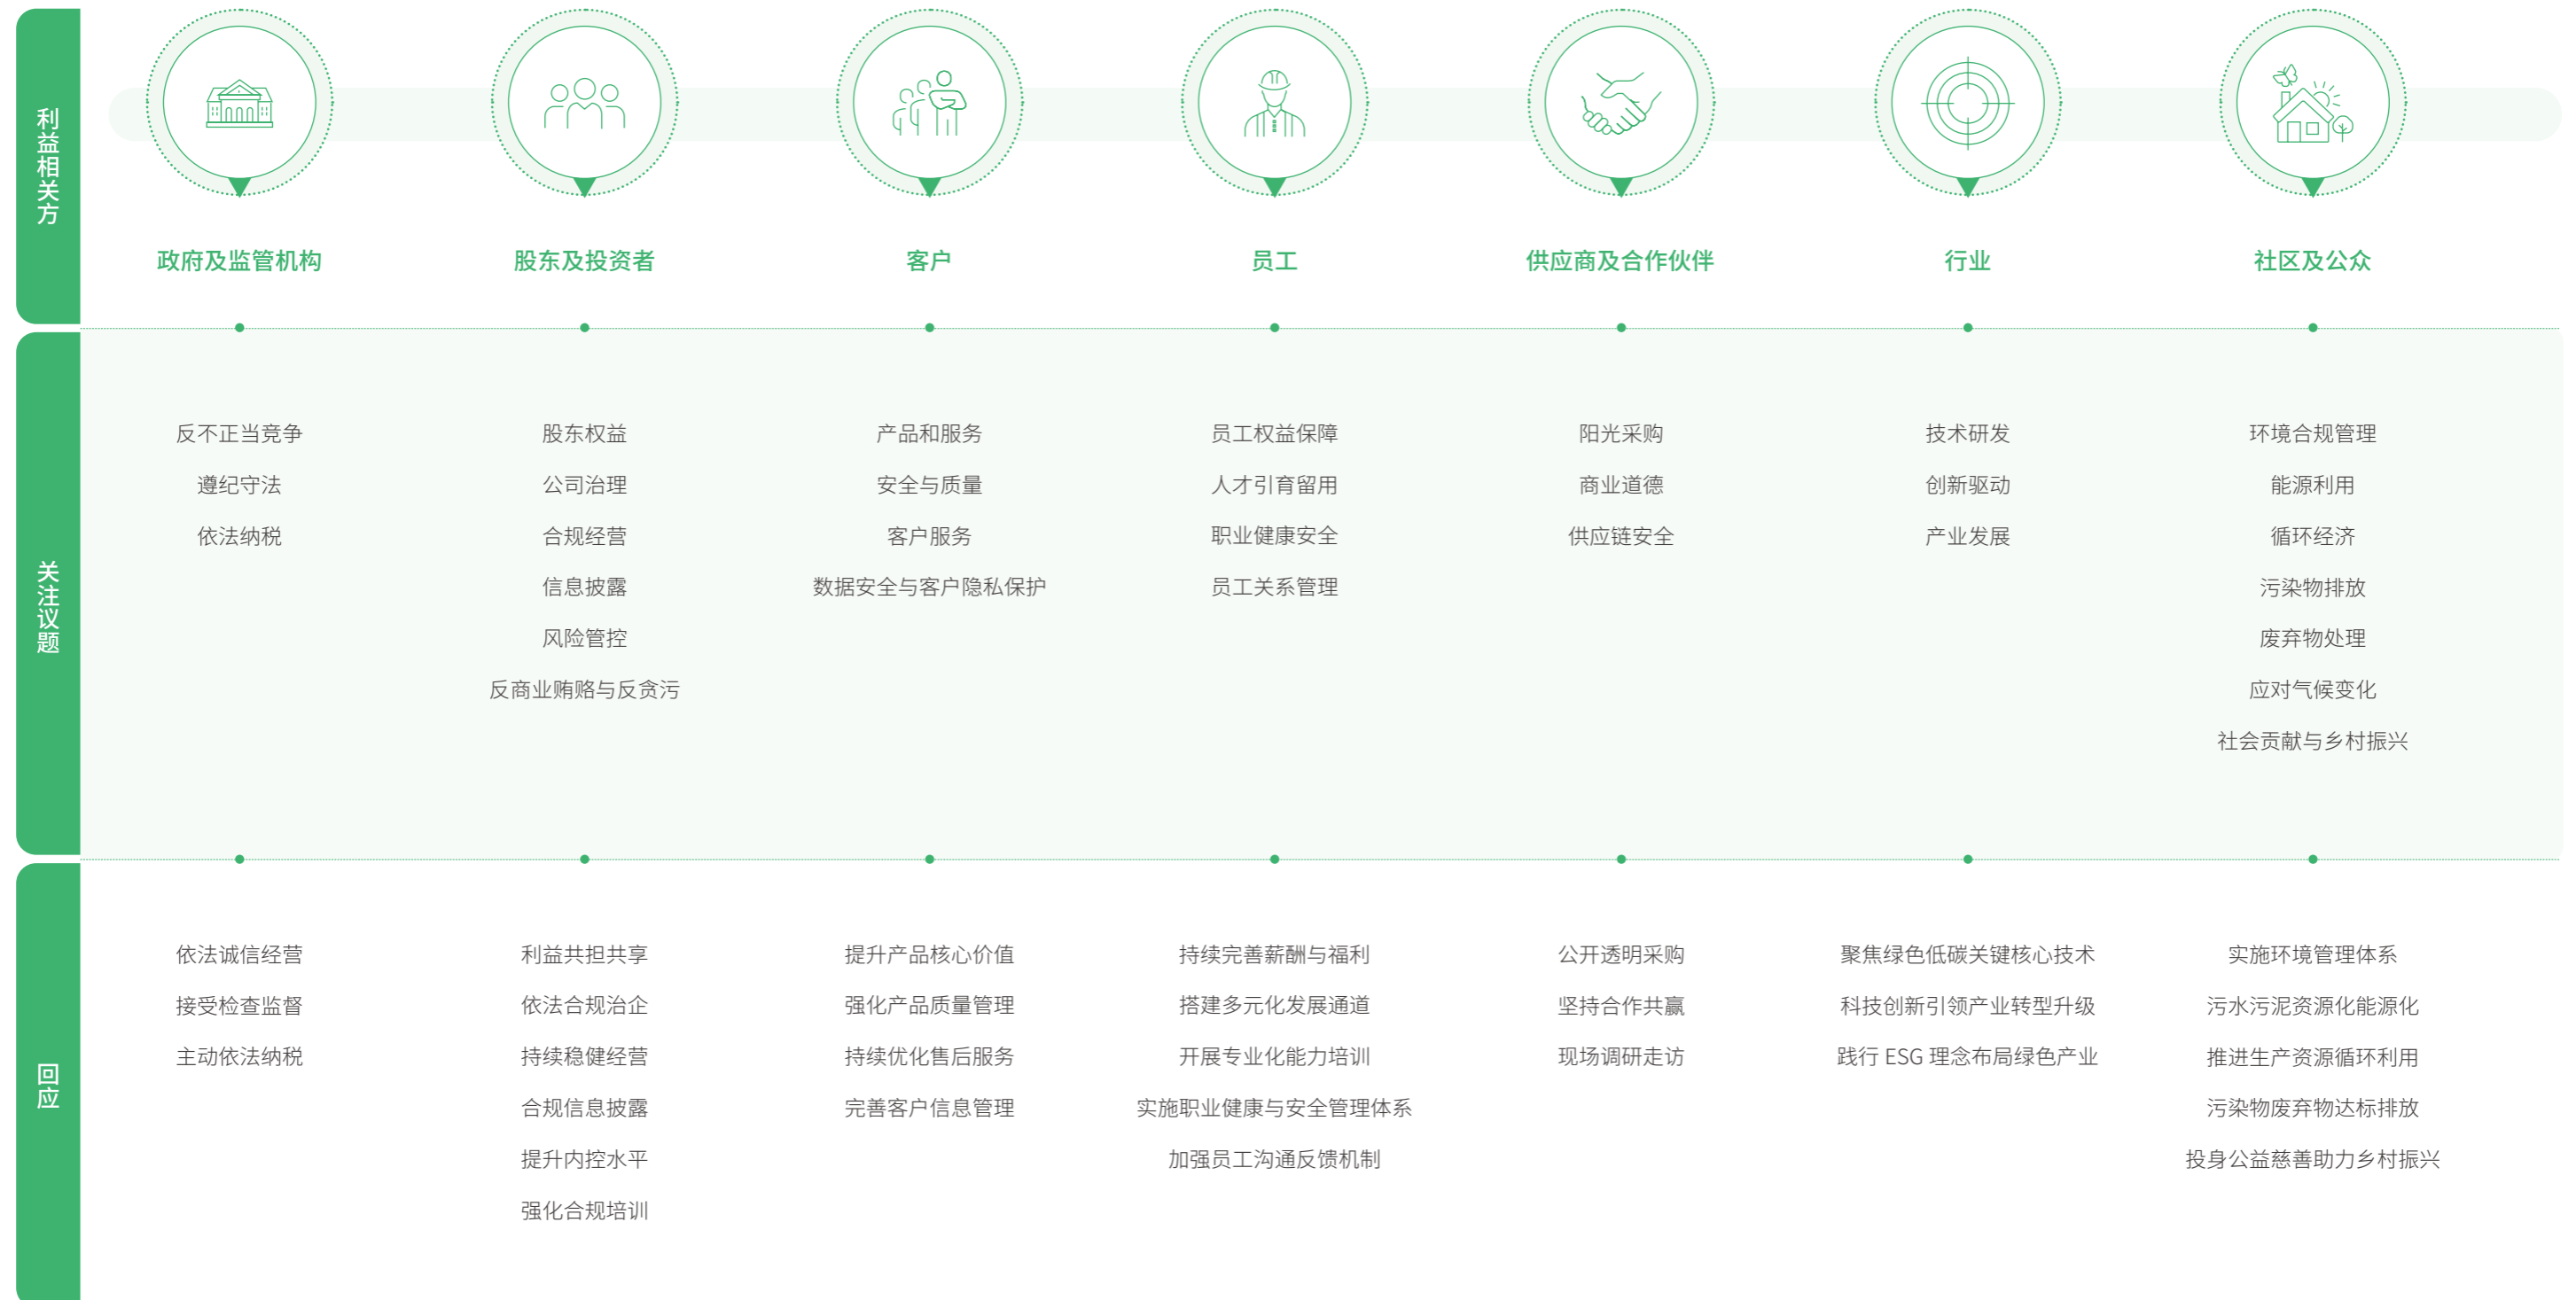 利益相关方
政府及监管机构
股东及投资者
客户
员工
供应商及合作伙伴
行业
社区及公众
关注议题
反不正当竞争
遵纪守法
依法纳税
股东权益
公司治理
合规经营
信息披露
风险管控
反商业贿赂与反贪污
产品和服务
安全与质量
客户服务
数据安全与客户隐私保护
员工权益保障
人才引育留用
职业健康安全
员工关系管理
阳光采购
商业道德
供应链安全
技术研发
创新驱动
产业发展
环境合规管理
能源利用
循环经济
污染物排放
废弃物处理
应对气候变化
社会贡献与乡村振兴
回应
依法诚信经营
接受检查监督
主动依法纳税
利益共担共享
依法合规治企
持续稳健经营
合规信息披露
提升内控水平
强化合规培训
提升产品核心价值
强化产品质量管理
持续优化售后服务
完善客户信息管理
持续完善薪酬与福利
搭建多元化发展通道
开展专业化能力培训
实施职业健康与安全管理体系
加强员工沟通反馈机制
公开透明采购
坚持合作共赢
现场调研走访
聚焦绿色低碳关键核心技术
科技创新引领产业转型升级
践行 ESG 理念布局绿色产业
实施环境管理体系
污水污泥资源化能源化
推进生产资源循环利用
污染物废弃物达标排放
投身公益慈善助力乡村振兴